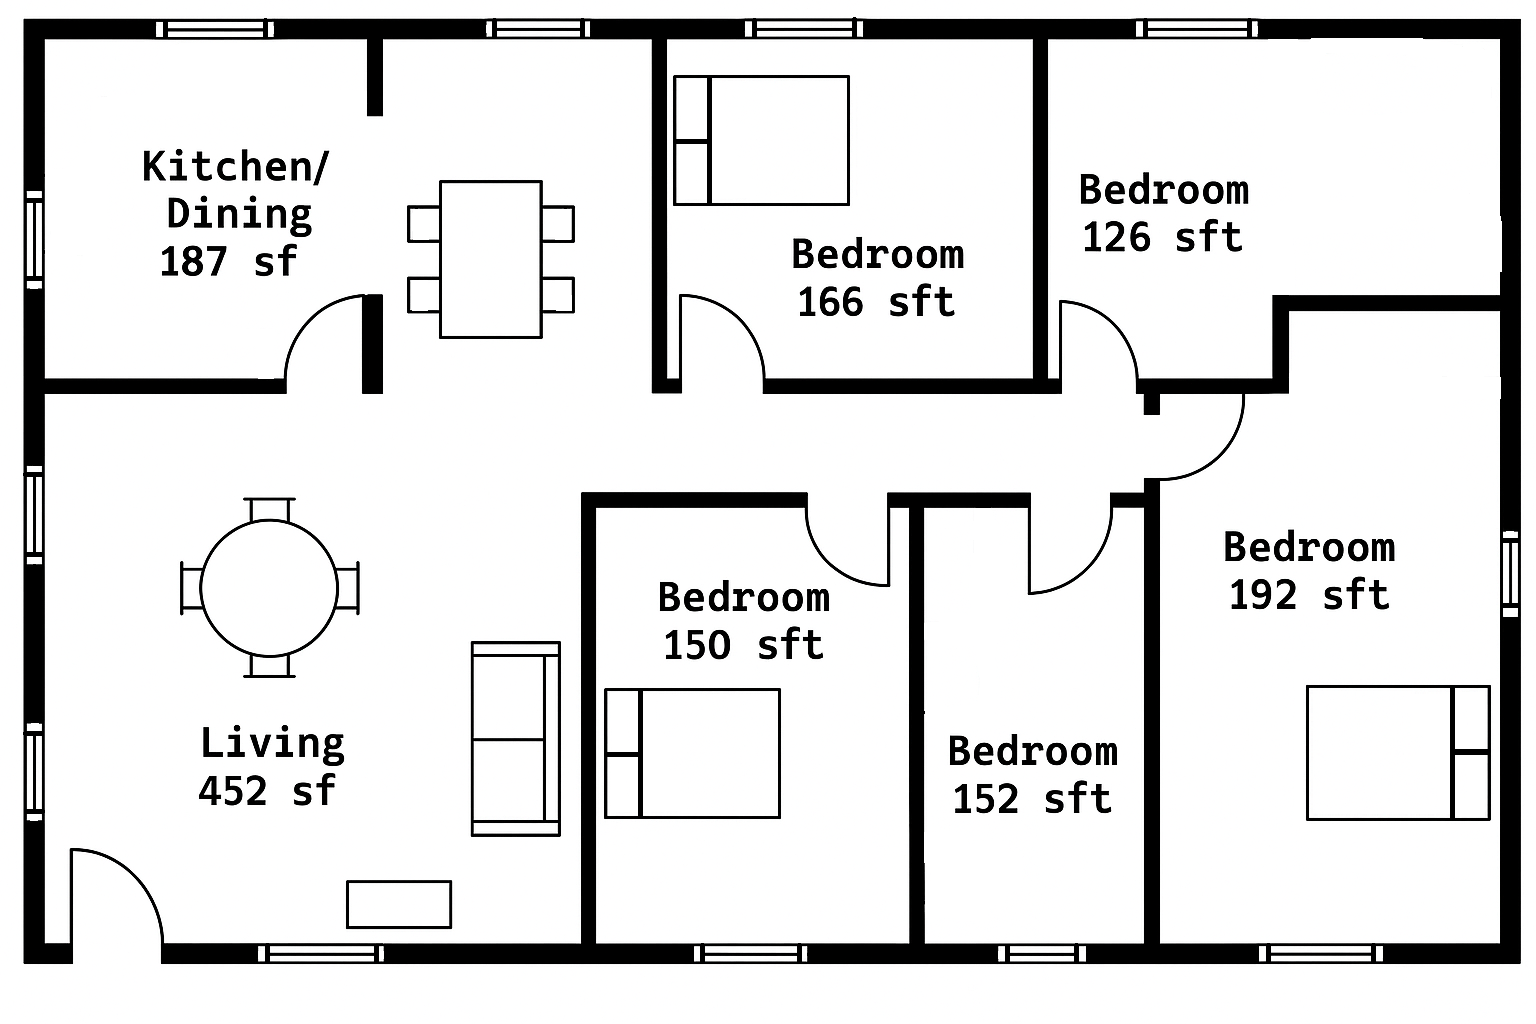 Kitchen/
Dining
187 sf
Bedroom
166 sft
Bedroom
126 sft
Bedroom
192 sft
Bedroom
150 sft
Bedroom
152 sft
Living
452 sf